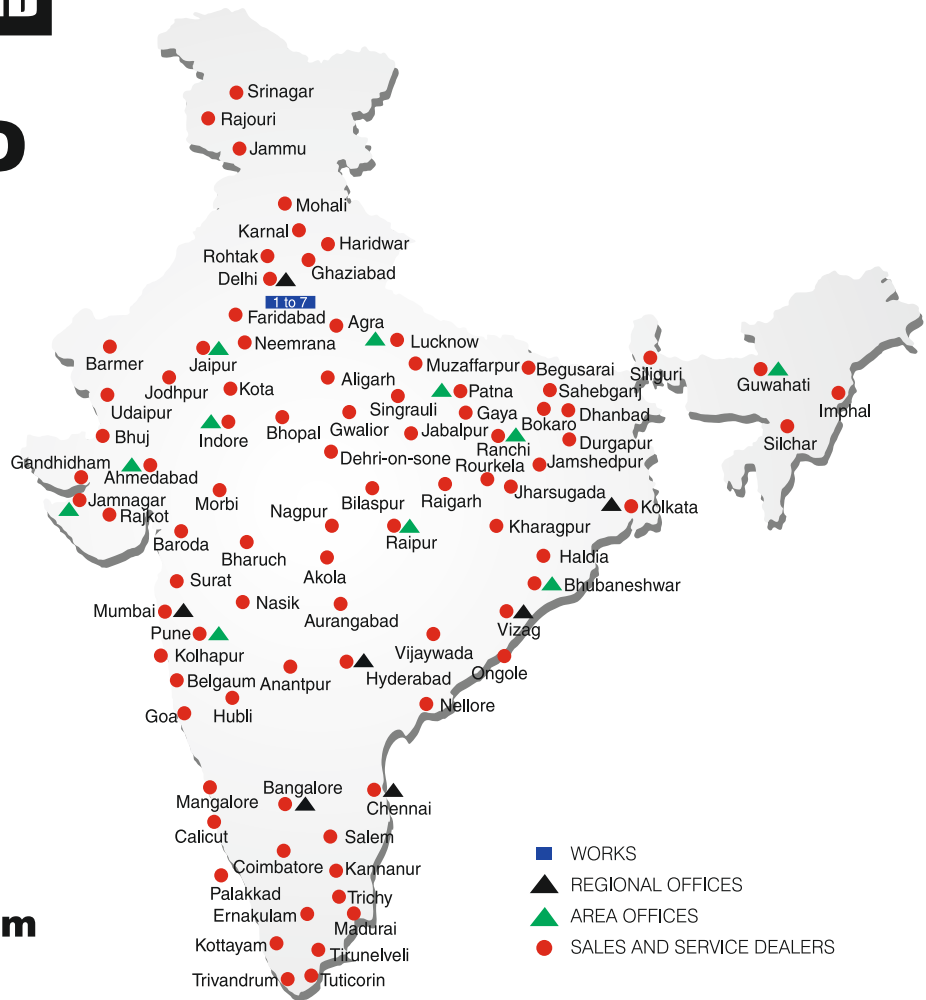 Srinagar
Rajouri
Jammu
Mohali
Karnal
Haridwar
Rohtak
Ghaziabad
Delhi
1 to 7
Faridabad
Agra
Neemrana
Lucknow
Barmer
Jaipur
Muzaffarpur
Begusarai
Siliguri
Guwahati
Jodhpur
Kota
Aligarh
Patna
Sahebganj
Imphal
Udaipur
Singrauli
Gaya
Bokaro
Dhanbad
Bhuj
Indore
Bhopal
Gwalior
Jabalpur
Ranchi
Durgapur
Silchar
Gandhidham
Ahmedabad
Dehri-on-sone
Rourkela
Jamshedpur
Jamnagar
Rajkot
Morbi
Bilaspur
Raigarh
Jharsugada
Kolkata
Nagpur
Baroda
Raipur
Kharagpur
Bharuch
Akola
Haldia
Surat
Bhubaneshwar
Mumbai
Nasik
Aurangabad
Vizag
Pune
Vijaywada
Kolhapur
Ongole
Belgaum
Anantpur
Hyderabad
Goa
Hubli
Nellore
Mangalore
Bangalore
Chennai
Calicut
Salem
Coimbatore
Kannanur
Palakkad
Trichy
Ernakulam
Madurai
Kottayam
Tirunelveli
Trivandrum
Tuticorin
WORKS
REGIONAL OFFICES
AREA OFFICES
SALES AND SERVICE DEALERS
m